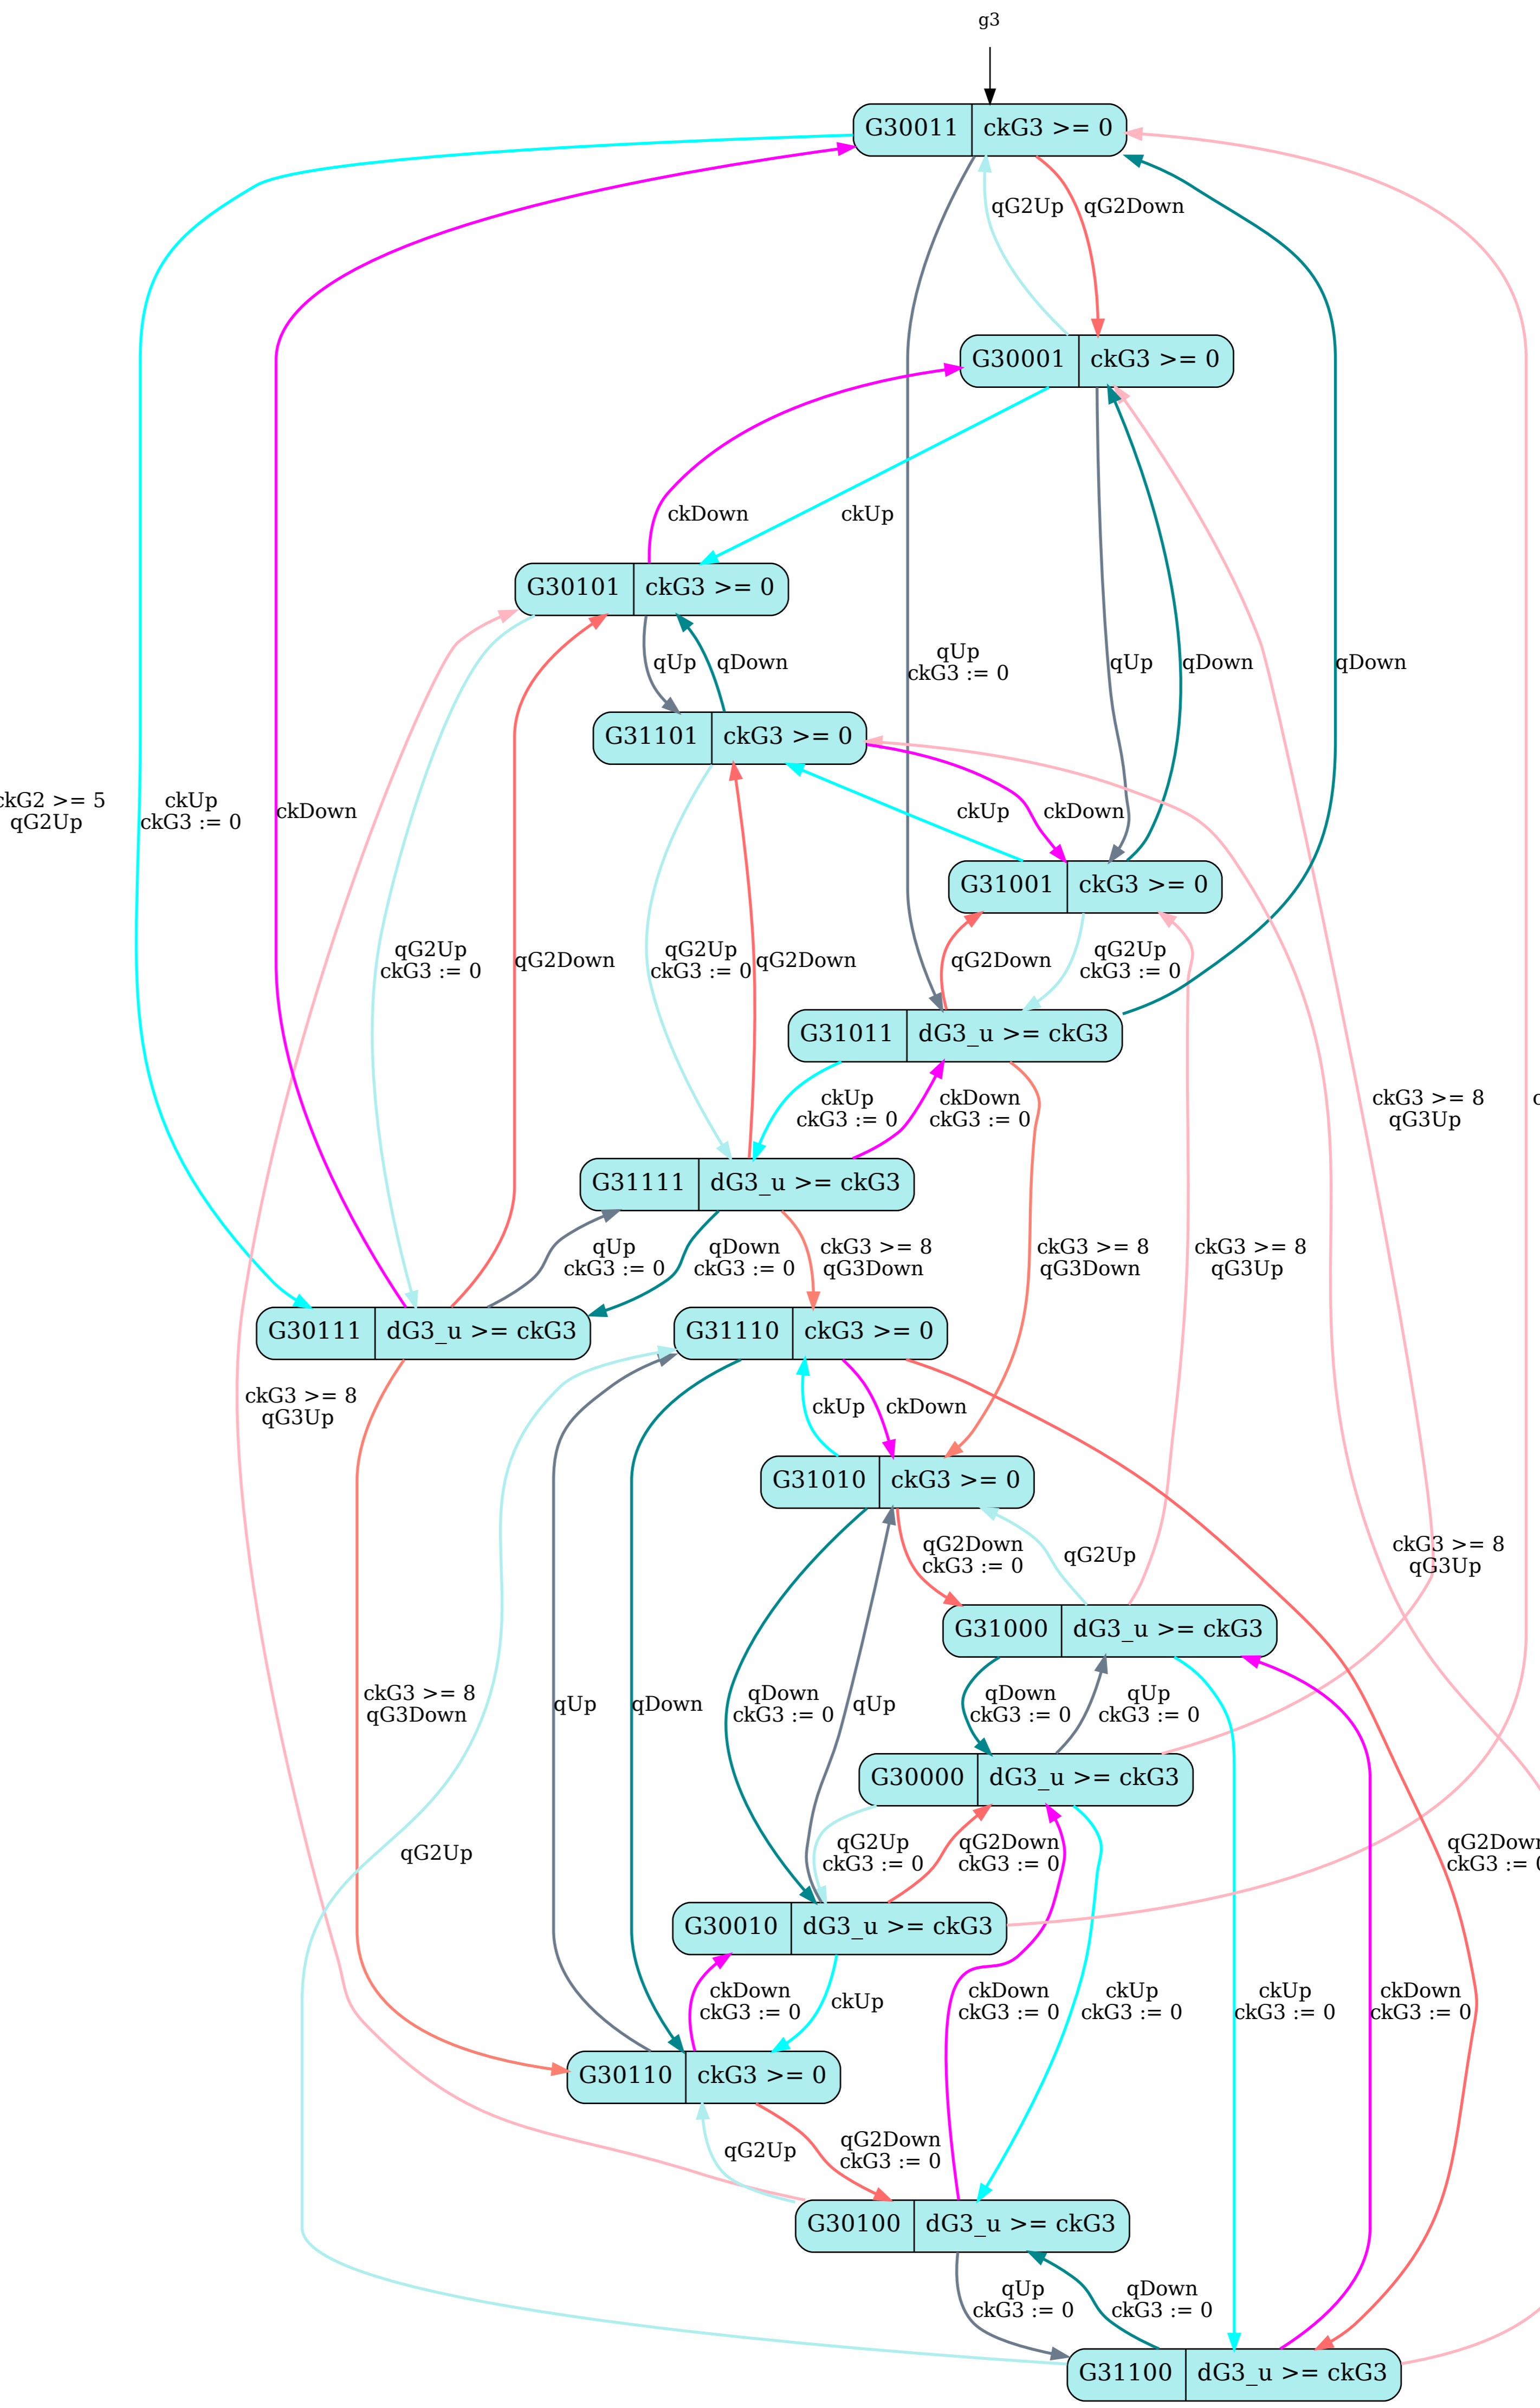 g3
G30011 ckG3 >= 0
qG2Up
qG2Down
G30001 ckG3 >= 0
ckDown
ckUp
G30101 ckG3 >= 0
qUp
qDown
qUp
ckG3 := 0
qUp
qDown
qDown
G31101 ckG3 >= 0
ckG2 >= 5
qG2Up
ckUp
ckG3 := 0
ckDown
ckUp
ckDown
G31001 ckG3 >= 0
qG2Up
ckG3 := 0
qG2Down
qG2Up
ckG3 := 0
qG2Down
qG2Down
qG2Up
ckG3 := 0
G31011 dG3_u >= ckG3
ckUp
ckG3 := 0
ckDown
ckG3 := 0
ckG3 >= 8
qG3Up
G31111 dG3_u >= ckG3
qUp
ckG3 := 0
qDown
ckG3 := 0
ckG3 >= 8
qG3Down
ckG3 >= 8
qG3Down
ckG3 >= 8
qG3Up
G30111 dG3_u >= ckG3
G31110 ckG3 >= 0
ckG3 >= 8
qG3Up
ckUp
ckDown
G31010 ckG3 >= 0
qG2Down
ckG3 := 0
qG2Up
ckG3 >= 8
qG3Up
G31000 dG3_u >= ckG3
ckG3 >= 8
qG3Down
qUp
qDown
qDown
ckG3 := 0
qUp
qDown
ckG3 := 0
qUp
ckG3 := 0
G30000 dG3_u >= ckG3
qG2Up
qG2Up
ckG3 := 0
qG2Down
ckG3 := 0
qG2Down
ckG3 := 0
G30010 dG3_u >= ckG3
ckDown
ckG3 := 0
ckUp
ckDown
ckG3 := 0
ckUp
ckG3 := 0
ckUp
ckG3 := 0
ckDown
ckG3 := 0
G30110 ckG3 >= 0
qG2Up
qG2Down
ckG3 := 0
G30100 dG3_u >= ckG3
qUp
ckG3 := 0
qDown
ckG3 := 0
G31100 dG3_u >= ckG3